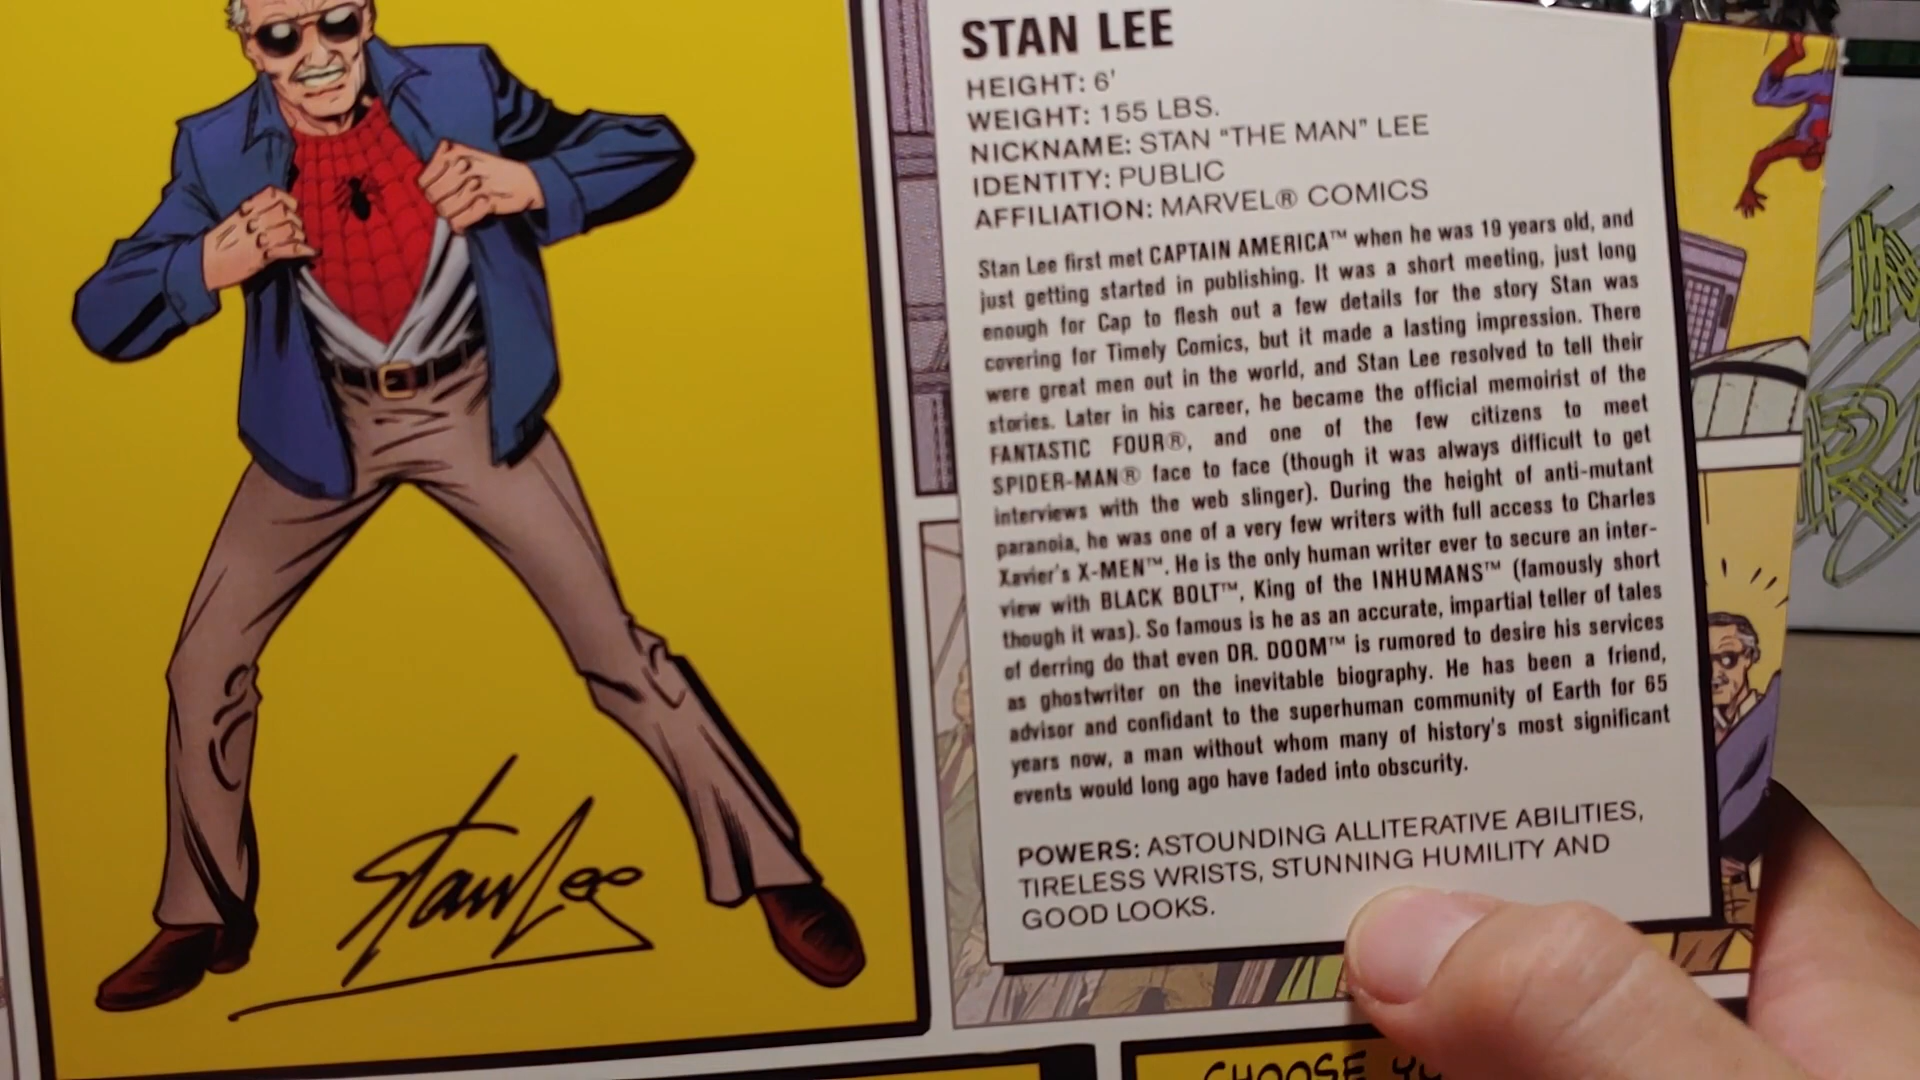 STAN LEE
HEIGHT: 6'
WEIGHT: 155 LBS.
NICKNAME: STAN "THE MAN" LEE
IDENTITY: PUBLIC
AFFILIATION: MARVEL® COMICS
Stan Lee first met CAPTAIN AMERICA™ when he was 19 years old, and
just getting started in publishing. It was a short meeting, just long
enough for Cap to flesh out a few details for the story Stan was
covering for Timely Comics, but it made a lasting impression. There
were great men out in the world, and Stan Lee resolved to tell their
stories. Later in his career, he became the official memoirist of the
FANTASTIC FOUR®, and one of the few citizens to meet
SPIDER-MAN® face to face (though it was always difficult to get
interviews with the web slinger). During the height of anti-mutant
paranoia, he was one of a very few writers with full access to Charles
Xavier's X-MEN™. He is the only human writer ever to secure an inter-
view with BLACK BOLT™, King of the INHUMANS™ (famously short
though it was). So famous is he as an accurate, impartial teller of tales
of derring do that even DR. DOOM™ is rumored to desire his services
as ghostwriter on the inevitable biography. He has been a friend,
advisor and confidant to the superhuman community of Earth for 65
years now, a man without whom many of history's most significant
events would long ago have faded into obscurity.
POWERS: ASTOUNDING ALLITERATIVE ABILITIES,
TIRELESS WRISTS, STUNNING HUMILITY AND
GOOD LOOKS.
Stan Lee
CHOOSE